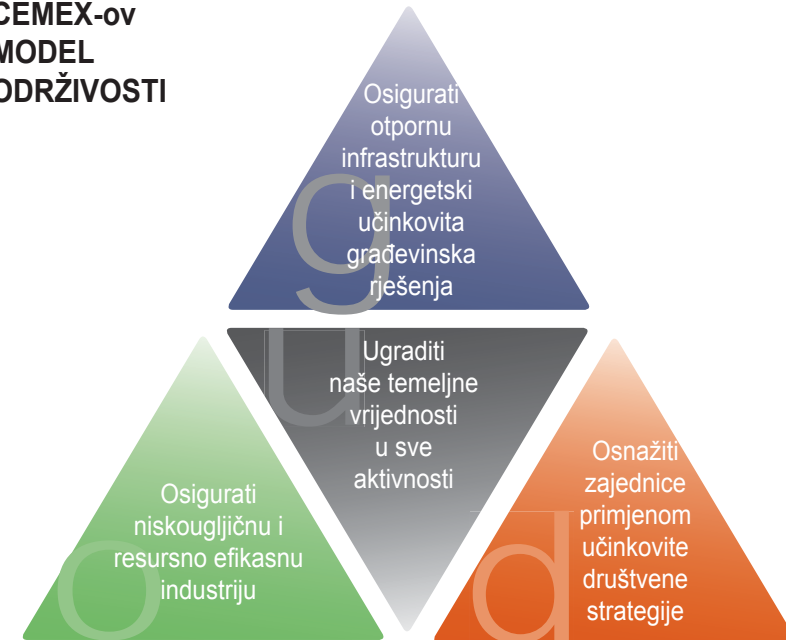 CEMEX-ov
MODEL
ODRŽIVOSTI
Osigurati
otpornu
infrastrukturu
i energetski
učinkovita
građevinska
rješenja
g
Ugraditi
naše temeljne
vrijednosti
u sve
aktivnosti
u
Osigurati
niskougljičnu i
resursno efikasnu
industriju
o
Osnažiti
zajednice
primjenom
učinkovite
društvene
strategije
d